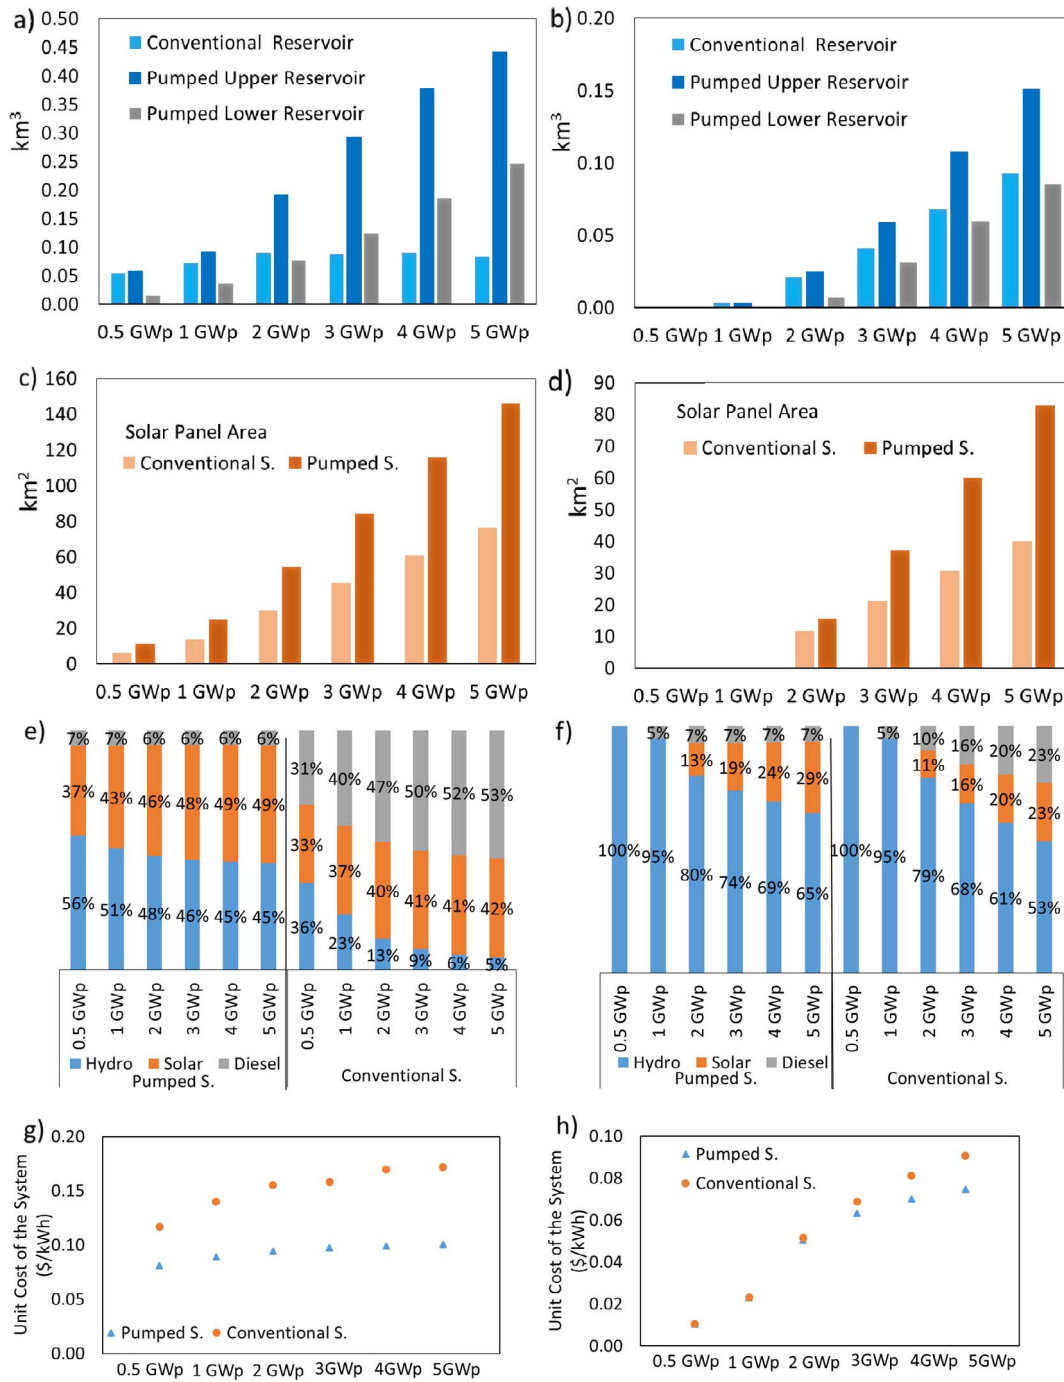 a)
0.50
0.45
0.40
0.35
0.30
0.25
0.20
0.15
0.10
0.05
0.00
km³
Conventional Reservoir
Pumped Upper Reservoir
Pumped Lower Reservoir
0.5 GWp 1 GWp 2 GWp 3 GWp 4 GWp 5 GWp
b)
0.20
0.15
0.10
0.05
0.00
km³
Conventional Reservoir
Pumped Upper Reservoir
Pumped Lower Reservoir
0.5 GWp 1 GWp 2 GWp 3 GWp 4 GWp 5 GWp
c)
160
140
120
100
80
60
40
20
0
km²
Solar Panel Area
Conventional S. Pumped S.
0.5 GWp 1 GWp 2 GWp 3 GWp 4 GWp 5 GWp
d)
90
80
70
60
50
40
30
20
10
0
km²
Solar Panel Area
Conventional S. Pumped S.
0.5 GWp 1 GWp 2 GWp 3 GWp 4 GWp 5 GWp
e)
7% 7% 6% 6% 6% 6%
37% 43% 46% 48% 49% 49%
56% 51% 48% 46% 45% 45%
31% 40% 47% 50% 52% 53%
33% 37% 40% 41% 41% 42%
36% 23% 13% 9% 6% 5%
0.5 GWp 1 GWp 2 GWp 3 GWp 4 GWp 5 GWp
0.5 GWp 1 GWp 2 GWp 3 GWp 4 GWp 5 GWp
Hydro Solar Diesel
Pumped S.
Conventional S.
f)
5% 7% 7% 7% 7%
13% 19% 24% 29%
100% 95% 80% 74% 69% 65%
5% 10% 16% 20% 23%
11% 16% 20% 23%
100% 95% 79% 68% 61% 53%
0.5 GWp 1 GWp 2 GWp 3 GWp 4 GWp 5 GWp
0.5 GWp 1 GWp 2 GWp 3 GWp 4 GWp 5 GWp
Hydro Solar Diesel
Pumped S.
Conventional S.
g)
0.20
0.15
0.10
0.05
0.00
Unit Cost of the System
($/kWh)
Pumped S. Conventional S.
0.5 GWp 1 GWp 2 GWp 3GWp 4GWp 5GWp
h)
0.10
0.08
0.06
0.04
0.02
0.00
Unit Cost of the System
($/kWh)
Pumped S.
Conventional S.
0.5 GWp 1 GWp 2 GWp 3GWp 4GWp 5GWp